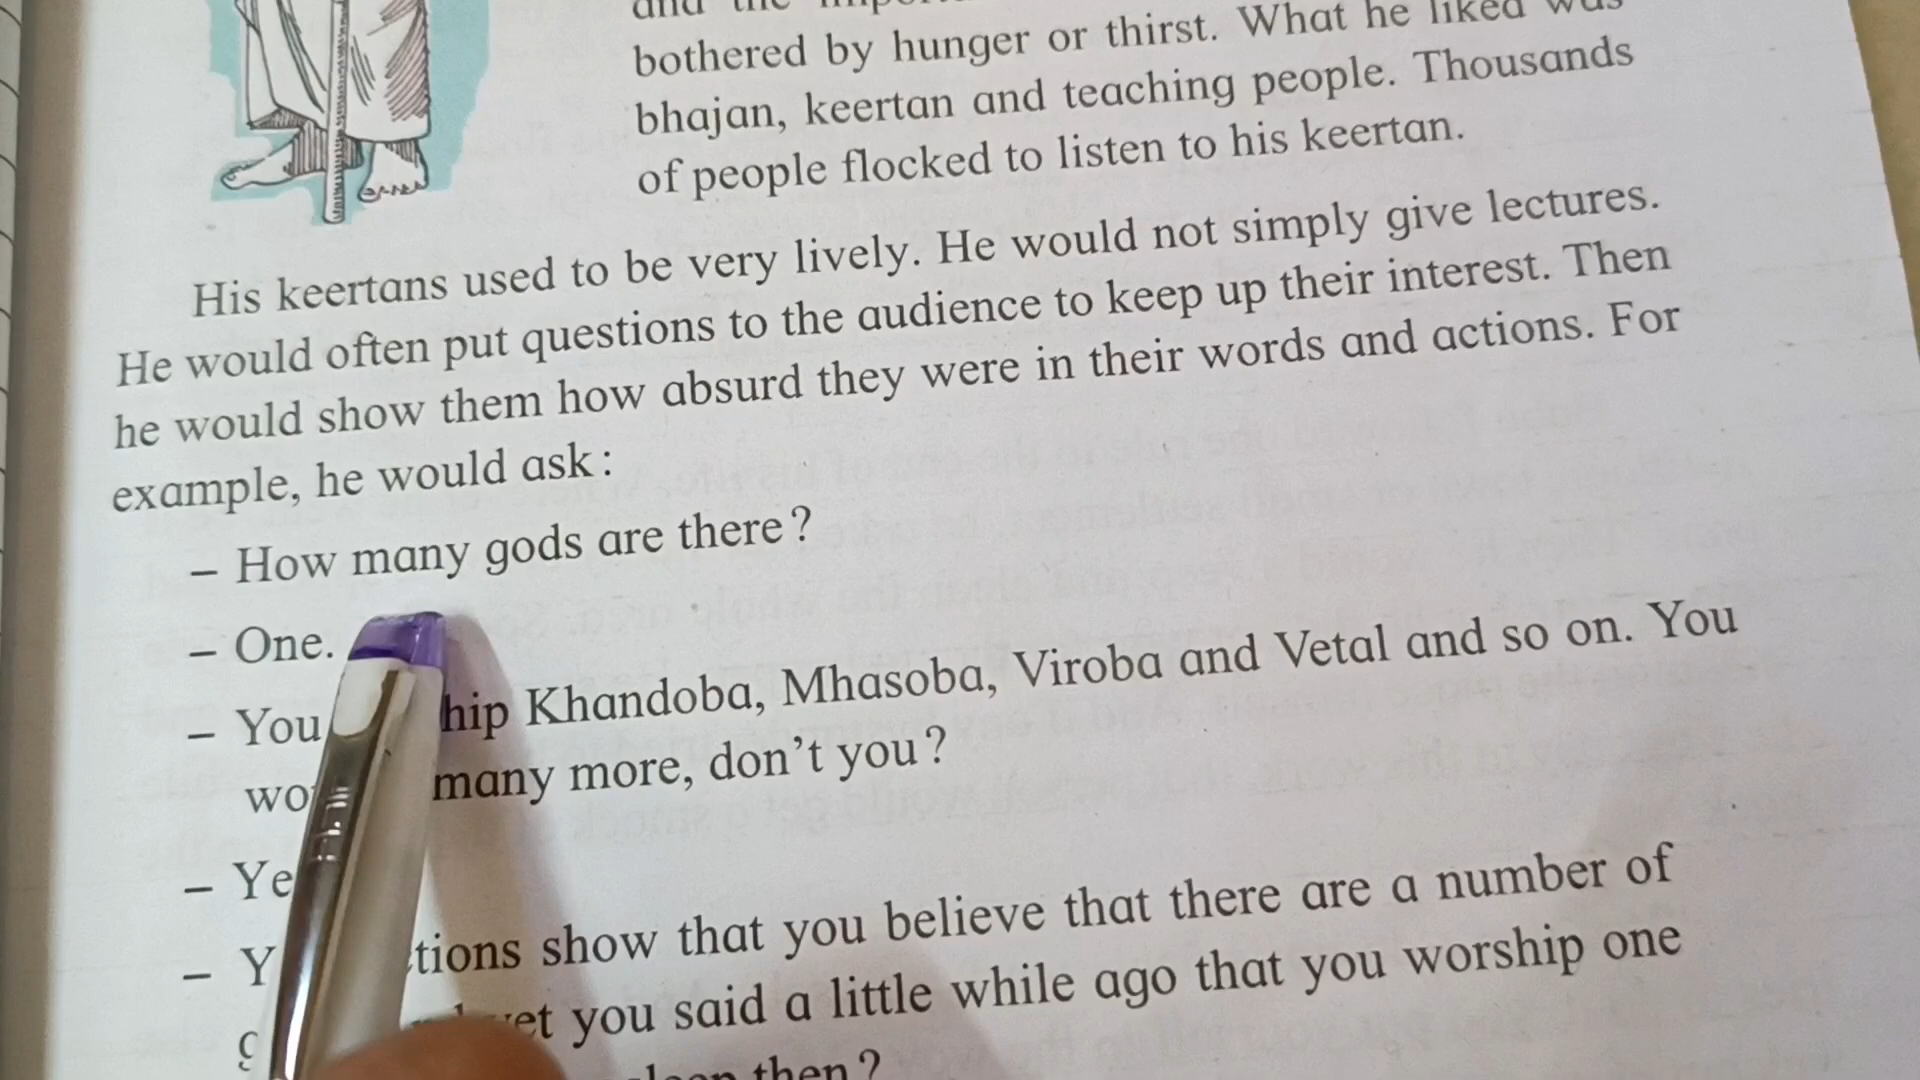 and the
bothered by hunger or thirst. What he liked was
bhajan, keertan and teaching people. Thousands
of people flocked to listen to his keertan.
His keertans used to be very lively. He would not simply give lectures.
He would often put questions to the audience to keep up their interest. Then
he would show them how absurd they were in their words and actions. For
example, he would ask:
– How many gods are there?
– One.
– You hip Khandoba, Mhasoba, Viroba and Vetal and so on. You
wo many more, don't you?
– Ye
– Y tions show that you believe that there are a number of
g yet you said a little while ago that you worship one
then?